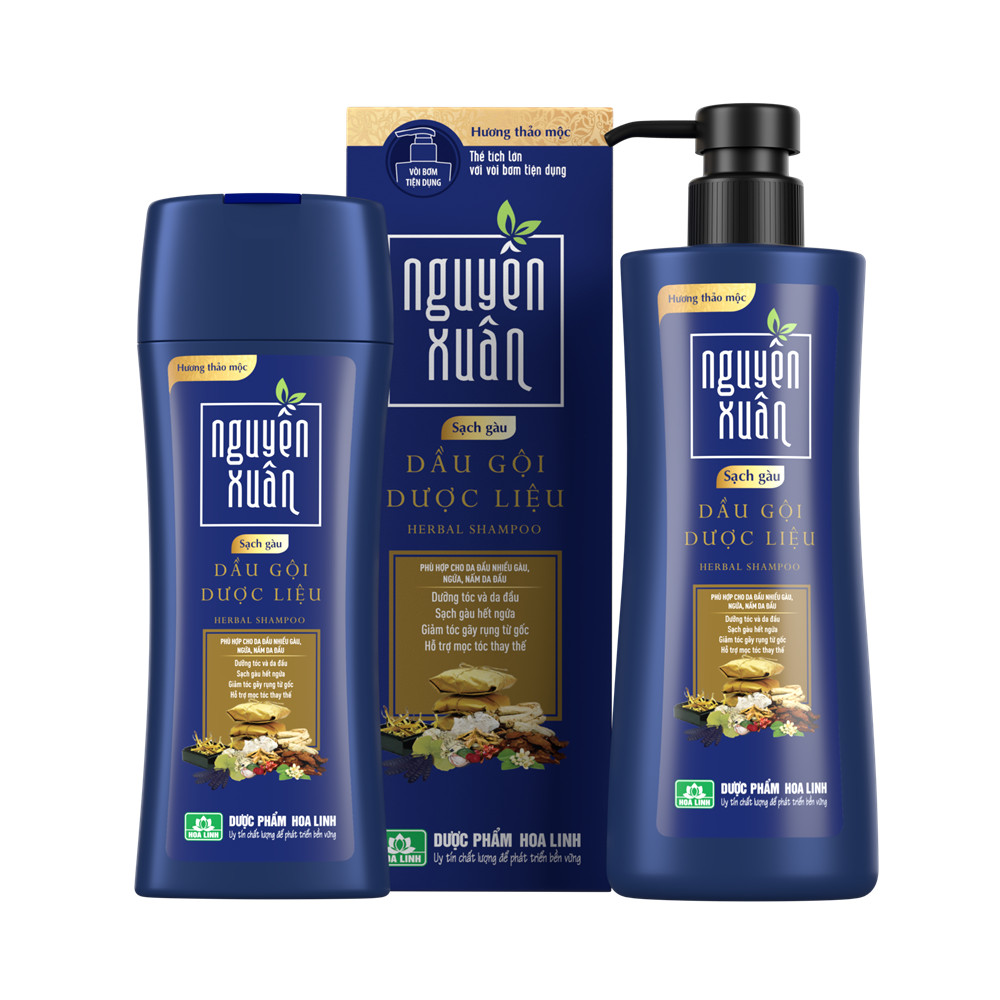 Hương thảo mộc
nguyên
xuân
Sạch gàu
DẦU GỘI
DƯỢC LIỆU
HERBAL SHAMPOO
PHÙ HỢP CHO DA ĐẦU NHIỀU GÀU,
NGỨA, NẤM DA ĐẦU
Dưỡng tóc và da đầu
Sạch gàu hết ngứa
Giảm tóc gãy rụng từ gốc
Hỗ trợ mọc tóc thay thế
HOA LINH
DƯỢC PHẨM HOA LINH
Uy tín chất lượng để phát triển bền vững
Hương thảo mộc
VÒI BƠM
TIỆN DỤNG
Thể tích lớn
với vòi bơm tiện dụng
nguyên
xuân
Sạch gàu
DẦU GỘI
DƯỢC LIỆU
HERBAL SHAMPOO
PHÙ HỢP CHO DA ĐẦU NHIỀU GÀU,
NGỨA, NẤM DA ĐẦU
Dưỡng tóc và da đầu
Sạch gàu hết ngứa
Giảm tóc gãy rụng từ gốc
Hỗ trợ mọc tóc thay thế
OA LINH
DƯỢC PHẨM HOA LINH
Uy tín chất lượng để phát triển bền vững
Hương thảo mộc
nguyên
xuân
Sạch gàu
DẦU GỘI
DƯỢC LIỆU
HERBAL SHAMPOO
PHÙ HỢP CHO DA ĐẦU NHIỀU GÀU,
NGỨA, NẤM DA ĐẦU
Dưỡng tóc và da đầu
Sạch gàu hết ngứa
Giảm tóc gãy rụng từ gốc
Hỗ trợ mọc tóc thay thế
HOA LINH
DƯỢC PHẨM HOA LINH
Uy tín chất lượng để phát triển bền vững